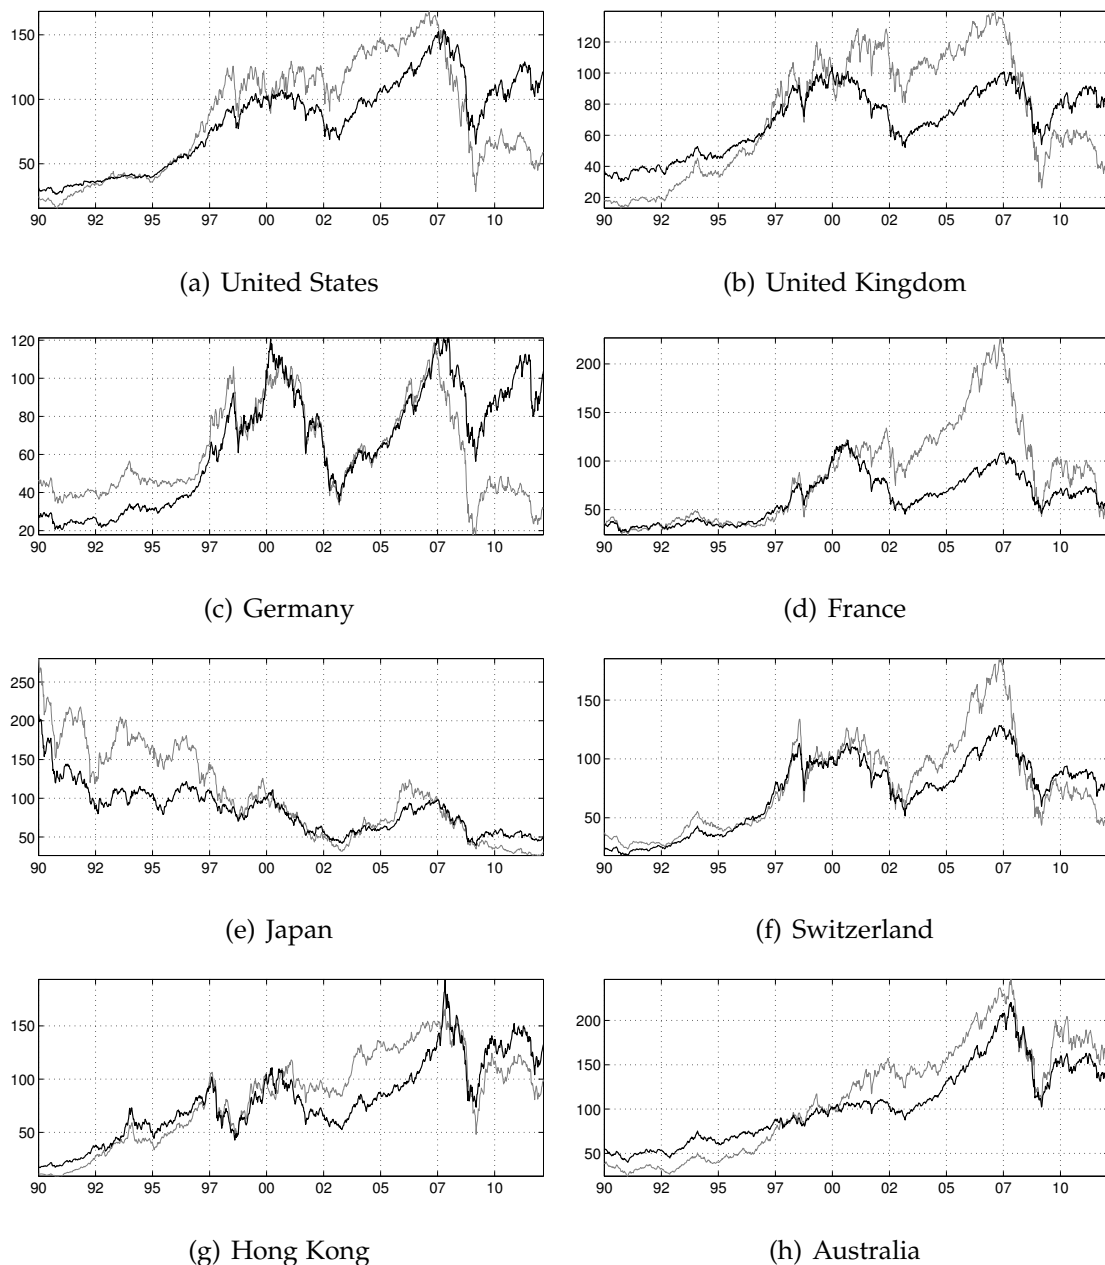 150
100
50
90 92 95 97 00 02 05 07 10
(a) United States
120
100
80
60
40
20
90 92 95 97 00 02 05 07 10
(b) United Kingdom
120
100
80
60
40
20
90 92 95 97 00 02 05 07 10
(c) Germany
200
150
100
50
90 92 95 97 00 02 05 07 10
(d) France
250
200
150
100
50
90 92 95 97 00 02 05 07 10
(e) Japan
150
100
50
90 92 95 97 00 02 05 07 10
(f) Switzerland
150
100
50
90 92 95 97 00 02 05 07 10
(g) Hong Kong
200
150
100
50
90 92 95 97 00 02 05 07 10
(h) Australia